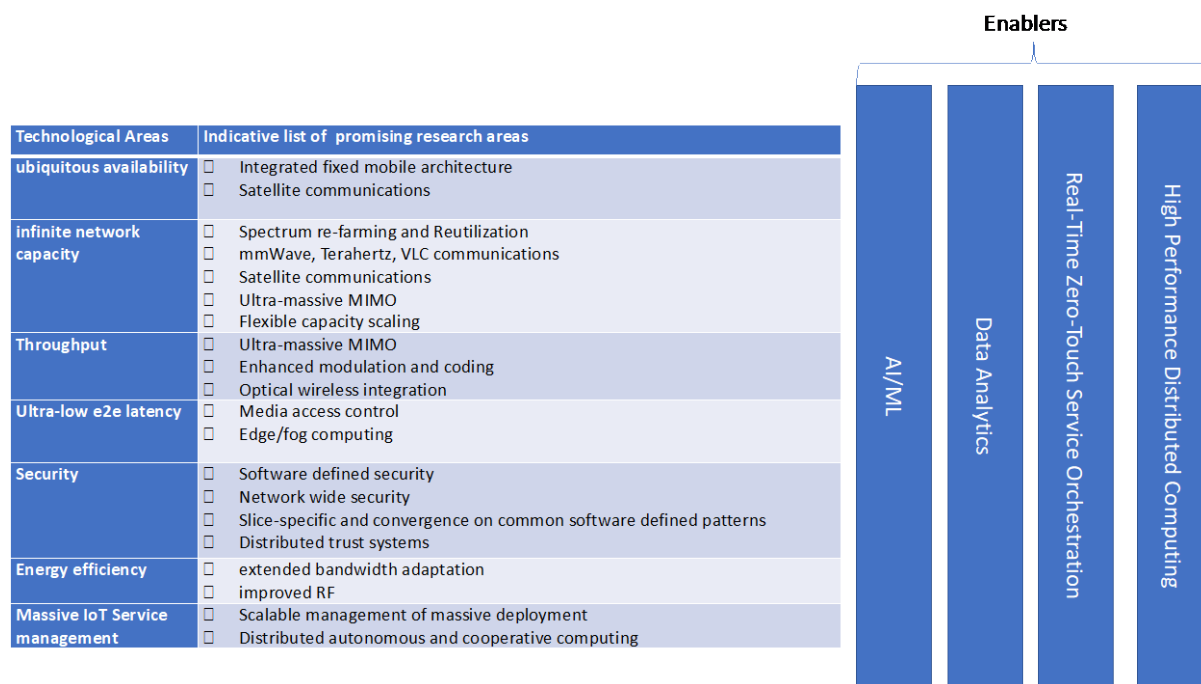 Enablers
Technological Areas Indicative list of promising research areas
ubiquitous availability
Integrated fixed mobile architecture
Satellite communications
infinite network
capacity
Spectrum re-farming and Reutilization
mmWave, Terahertz, VLC communications
Satellite communications
Ultra-massive MIMO
Flexible capacity scaling
Throughput
Ultra-massive MIMO
Enhanced modulation and coding
Optical wireless integration
Ultra-low e2e latency
Media access control
Edge/fog computing
Security
Software defined security
Network wide security
Slice-specific and convergence on common software defined patterns
Distributed trust systems
Energy efficiency
extended bandwidth adaptation
improved RF
Massive IoT Service
management
Scalable management of massive deployment
Distributed autonomous and cooperative computing
AI/ML
Data Analytics
Real-Time Zero-Touch Service Orchestration
High Performance Distributed Computing